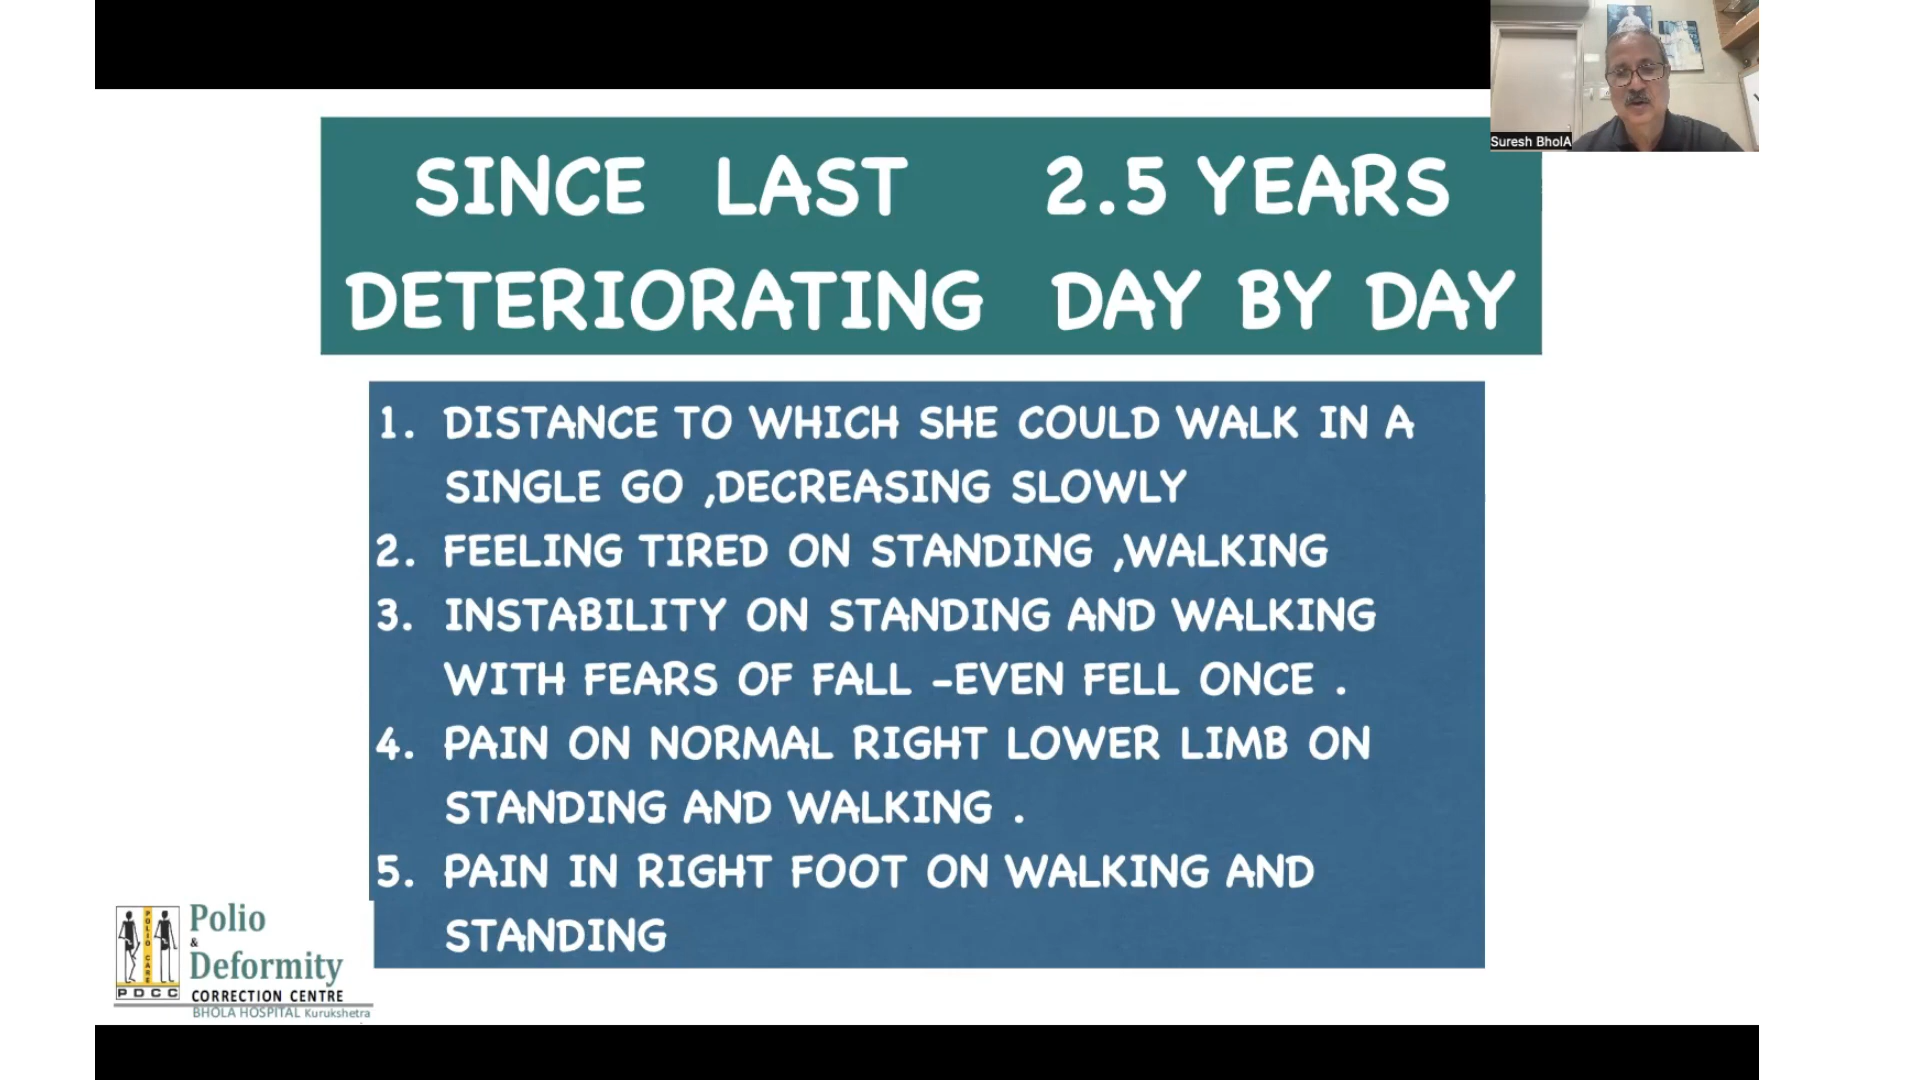 Suresh BholA
SINCE LAST 2.5 YEARS
DETERIORATING DAY BY DAY
1. DISTANCE TO WHICH SHE COULD WALK IN A
SINGLE GO ,DECREASING SLOWLY
2. FEELING TIRED ON STANDING ,WALKING
3. INSTABILITY ON STANDING AND WALKING
WITH FEARS OF FALL -EVEN FELL ONCE .
4. PAIN ON NORMAL RIGHT LOWER LIMB ON
STANDING AND WALKING .
5. PAIN IN RIGHT FOOT ON WALKING AND
STANDING
POLIO CARE
PDCC
Polio
&
Deformity
CORRECTION CENTRE
BHOLA HOSPITAL Kurukshetra